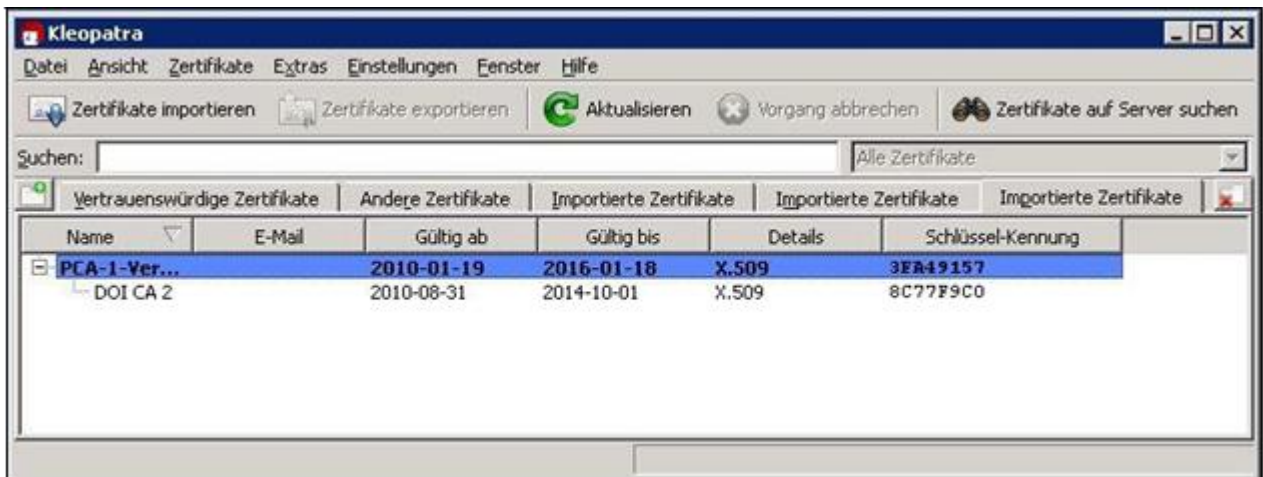 Kleopatra
Datei Ansicht Zertifikate Extras Einstellungen Fenster Hilfe
Zertifikate importieren Zertifikate exportieren Aktualisieren Vorgang abbrechen Zertifikate auf Server suchen
Suchen: Alle Zertifikate
Vertrauenswürdige Zertifikate Andere Zertifikate Importierte Zertifikate Importierte Zertifikate Importierte Zertifikate
Name E-Mail Gültig ab Gültig bis Details Schlüssel-Kennung
PCA-1-Ver... 2010-01-19 2016-01-18 X.509 3FA49157
DOI CA 2 2010-08-31 2014-10-01 X.509 8C77F9C0